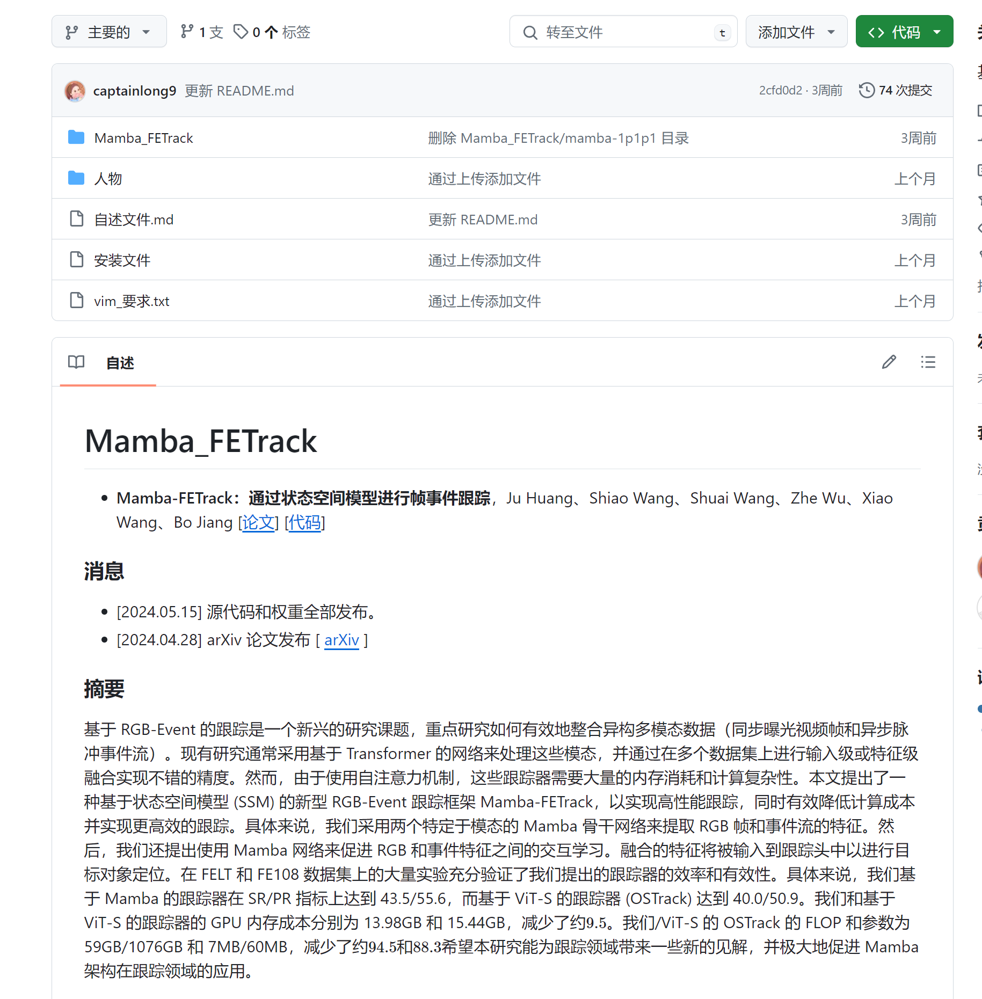 主要的
1 支
0 个 标签
转至文件
t
添加文件
代码
captainlong9 更新 README.md
2cfd0d2 · 3周前
74 次提交
Mamba_FETrack
删除 Mamba_FETrack/mamba-1p1p1 目录
3周前
人物
通过上传添加文件
上个月
自述文件.md
更新 README.md
3周前
安装文件
通过上传添加文件
上个月
vim_要求.txt
通过上传添加文件
上个月
自述
Mamba_FETrack
Mamba-FETrack：通过状态空间模型进行帧事件跟踪，Ju Huang、Shiao Wang、Shuai Wang、Zhe Wu、Xiao
Wang、Bo Jiang [论文] [代码]
消息
[2024.05.15] 源代码和权重全部发布。
[2024.04.28] arXiv 论文发布 [ arXiv ]
摘要
基于 RGB-Event 的跟踪是一个新兴的研究课题，重点研究如何有效地整合异构多模态数据（同步曝光视频帧和异步脉
冲事件流）。现有研究通常采用基于 Transformer 的网络来处理这些模态，并通过在多个数据集上进行输入级或特征级
融合实现不错的精度。然而，由于使用自注意力机制，这些跟踪器需要大量的内存消耗和计算复杂性。本文提出了一
种基于状态空间模型 (SSM) 的新型 RGB-Event 跟踪框架 Mamba-FETrack，以实现高性能跟踪，同时有效降低计算成本
并实现更高效的跟踪。具体来说，我们采用两个特定于模态的 Mamba 骨干网络来提取 RGB 帧和事件流的特征。然
后，我们还提出使用 Mamba 网络来促进 RGB 和事件特征之间的交互学习。融合的特征将被输入到跟踪头中以进行目
标对象定位。在 FELT 和 FE108 数据集上的大量实验充分验证了我们提出的跟踪器的效率和有效性。具体来说，我们基
于 Mamba 的跟踪器在 SR/PR 指标上达到 43.5/55.6，而基于 ViT-S 的跟踪器 (OSTrack) 达到 40.0/50.9。我们和基于
ViT-S 的跟踪器的 GPU 内存成本分别为 13.98GB 和 15.44GB，减少了约9.5。我们/ViT-S 的 OSTrack 的 FLOP 和参数为
59GB/1076GB 和 7MB/60MB，减少了约94.5和88.3希望本研究能为跟踪领域带来一些新的见解，并极大地促进 Mamba
架构在跟踪领域的应用。